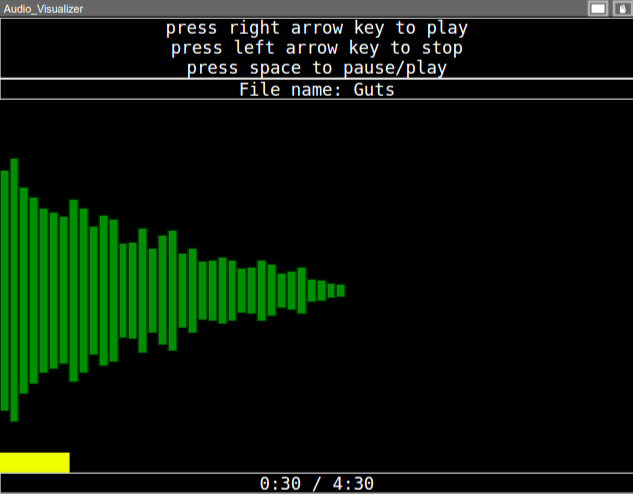 Audio_Visualizer
press right arrow key to play
press left arrow key to stop
press space to pause/play
File name: Guts
0:30 / 4:30